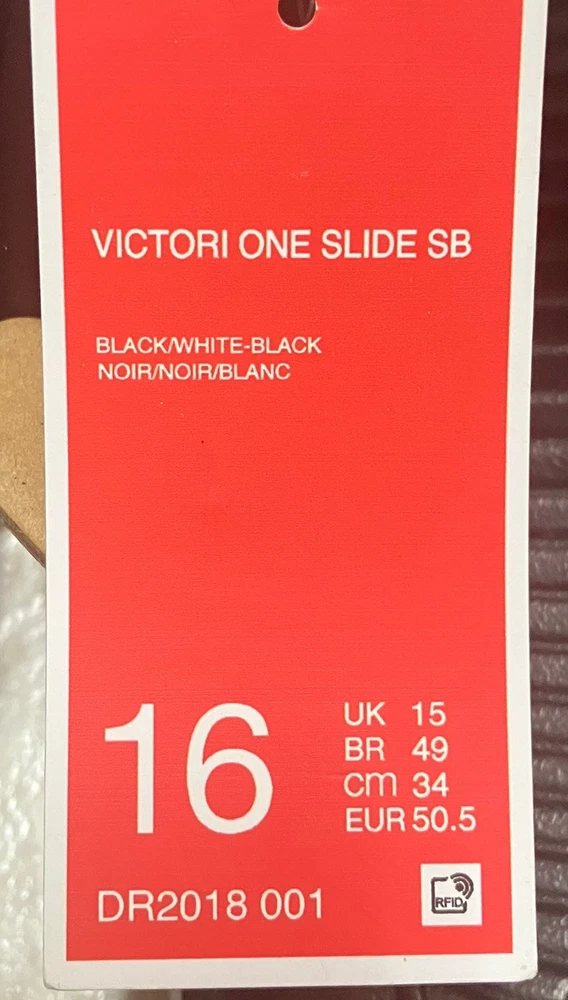 VICTORI ONE SLIDE SB
BLACK/WHITE-BLACK
NOIR/NOIR/BLANC
16
UK 15
BR 49
cm 34
EUR 50.5
DR2018 001
RFID